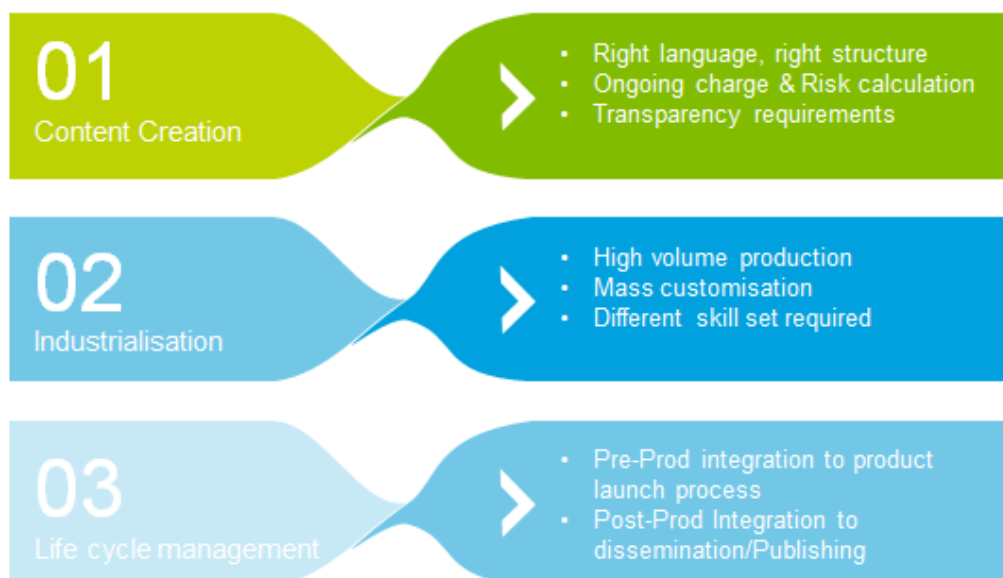 01
Content Creation
• Right language, right structure
• Ongoing charge & Risk calculation
• Transparency requirements
02
Industrialisation
• High volume production
• Mass customisation
• Different skill set required
03
Life cycle management
• Pre-Prod integration to product
launch process
• Post-Prod Integration to
dissemination/Publishing